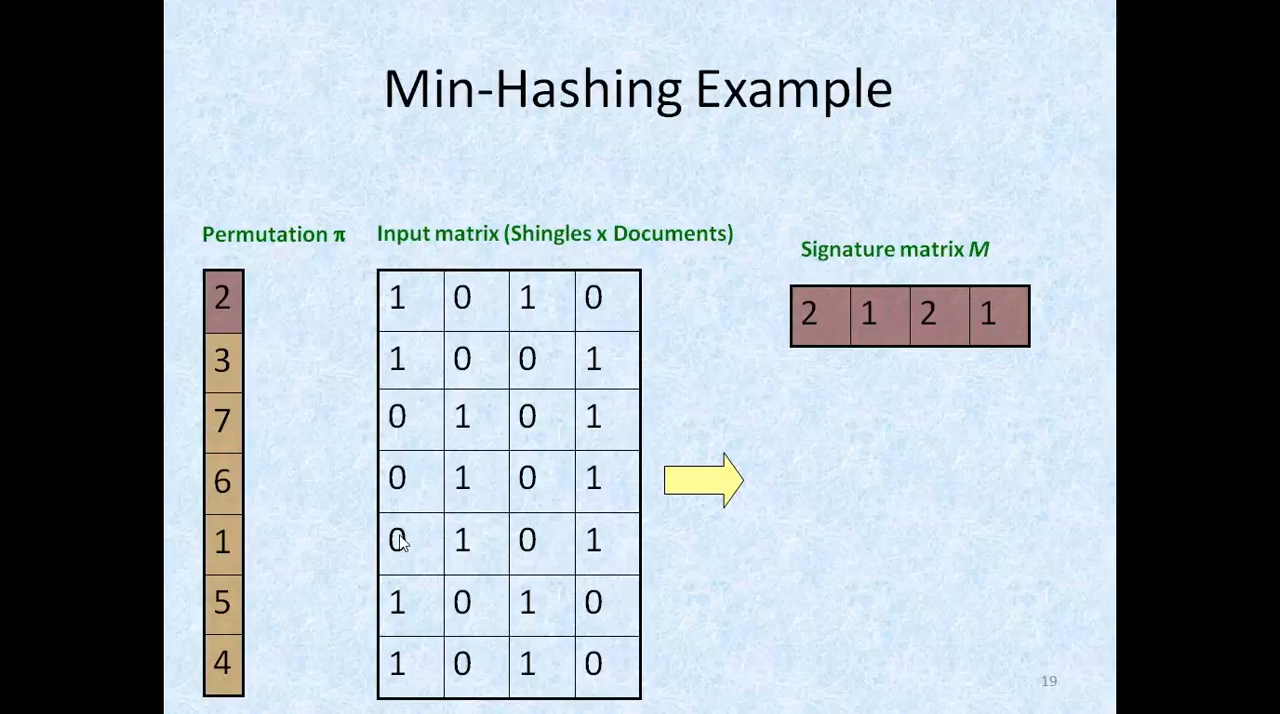 Min-Hashing Example
Permutation π
Input matrix (Shingles x Documents)
Signature matrix M
2
3
7
6
1
5
4
1 0 1 0
1 0 0 1
0 1 0 1
0 1 0 1
0 1 0 1
1 0 1 0
1 0 1 0
2 1 2 1
19